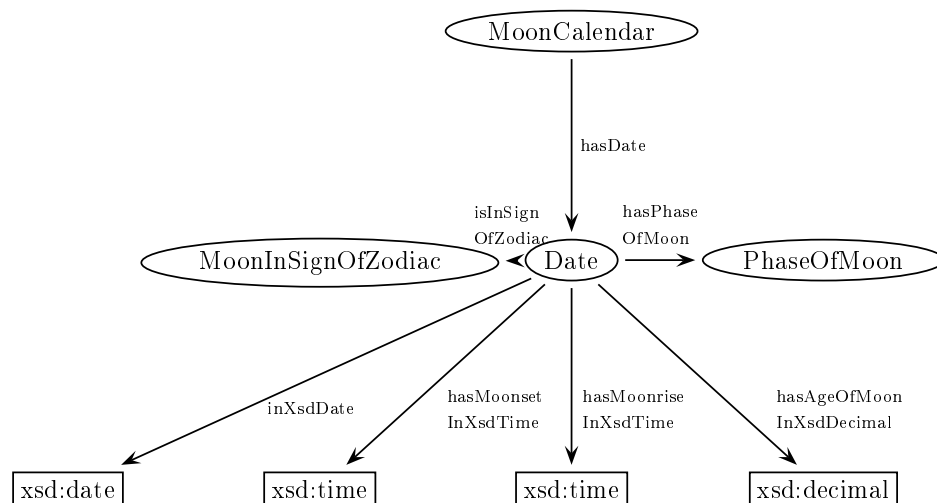 MoonCalendar
hasDate
isInSign
OfZodiac
hasPhase
OfMoon
MoonInSignOfZodiac
Date
PhaseOfMoon
inXsdDate
hasMoonset
InXsdTime
hasMoonrise
InXsdTime
hasAgeOfMoon
InXsdDecimal
xsd:date
xsd:time
xsd:time
xsd:decimal